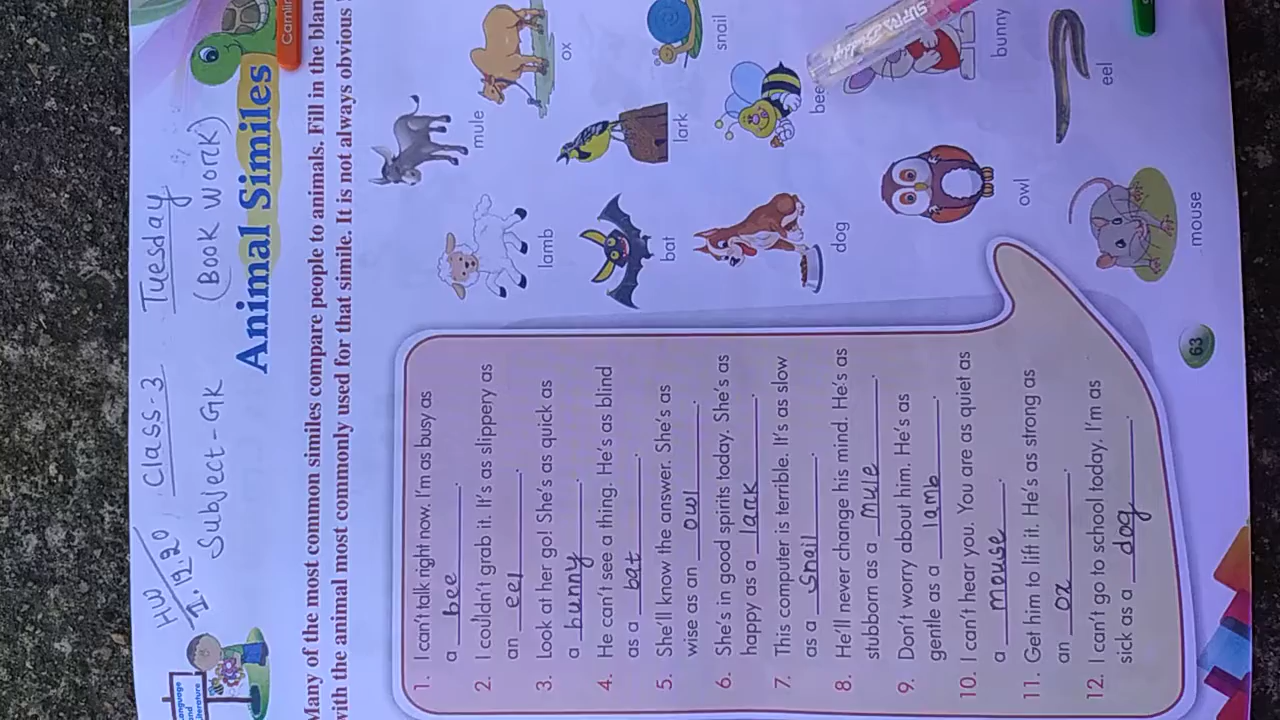 HW
II.12.20, Class-3 Tuesday
Subject-GK (BOOK WORK)
anguage
and
iterature
Camlin
Animal Similes
Many of the most common similes compare people to animals. Fill in the blan
with the animal most commonly used for that simile. It is not always obvious
1. I can't talk right now. I'm as busy as
a bee.
2. I couldn't grab it. It's as slippery as
an eel.
3. Look at her go! She's as quick as
a bunny.
4. He can't see a thing. He's as blind
as a bat.
5. She'll know the answer. She's as
wise as an owl.
6. She's in good spirits today. She's as
happy as a lark.
7. This computer is terrible. It's as slow
as a snail.
8. He'll never change his mind. He's as
stubborn as a mule.
9. Don't worry about him. He's as
gentle as a lamb.
10. I can't hear you. You are as quiet as
a mouse.
11. Get him to lift it. He's as strong as
an ox.
12. I can't go to school today. I'm as
sick as a dog.
mule
ox
lamb
lark
snail
bat
bee
dog
bunny
owl
eel
mouse
63